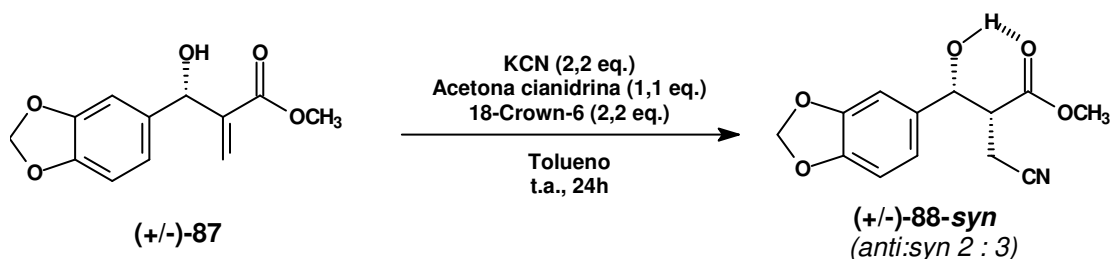 OH
O
O
O
OCH3
(+/-)-87
KCN (2,2 eq.)
Acetona cianidrina (1,1 eq.)
18-Crown-6 (2,2 eq.)
Tolueno
t.a., 24h
H
O
O
O
O
OCH3
CN
(+/-)-88-syn
(anti:syn 2 : 3)